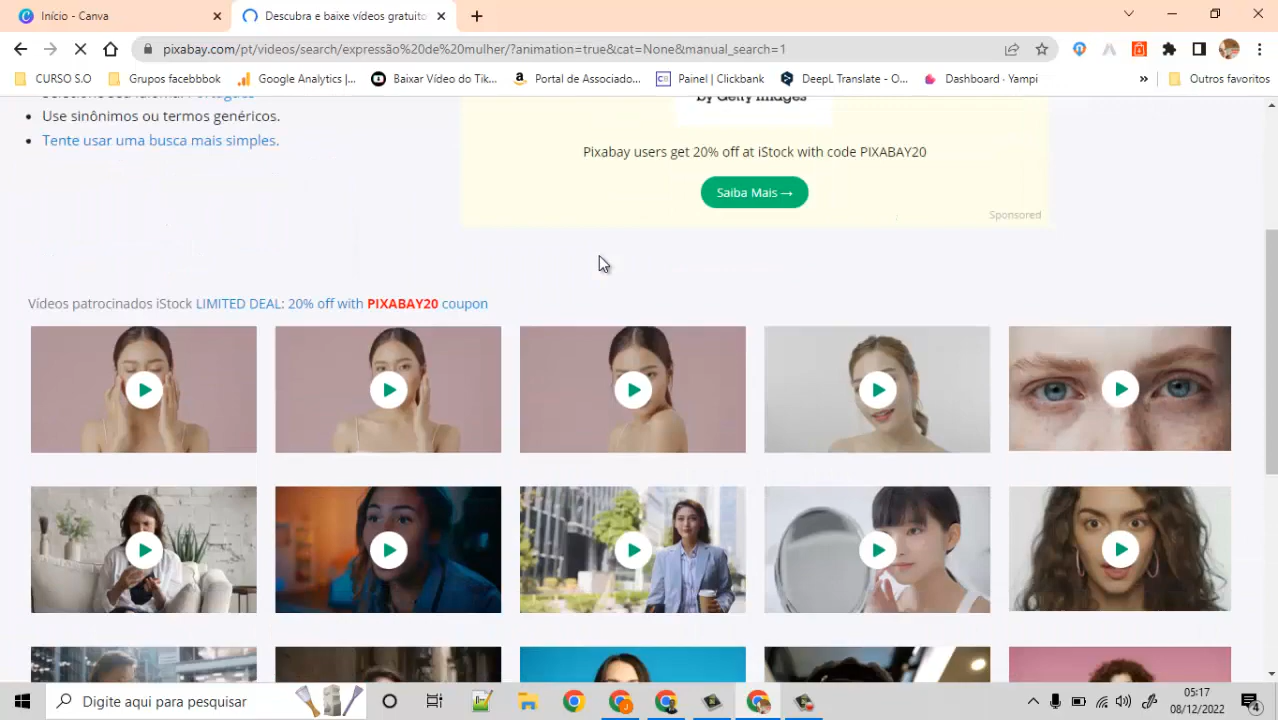 Início - Canva
Descubra e baixe vídeos gratuito
pixabay.com/pt/videos/search/expressão%20de%20mulher/?animation=true&cat=None&manual_search=1
CURSO S.O
Grupos facebbbok
Google Analytics |...
Baixar Vídeo do Tik...
Portal de Associado...
Painel | Clickbank
DeepL Translate - O...
Dashboard · Yampi
»
Outros favoritos
by Getty Images
• Use sinônimos ou termos genéricos.
• Tente usar uma busca mais simples.
Pixabay users get 20% off at iStock with code PIXABAY20
Saiba Mais →
Sponsored
Vídeos patrocinados iStock LIMITED DEAL: 20% off with PIXABAY20 coupon
Digite aqui para pesquisar
05:17
08/12/2022
4